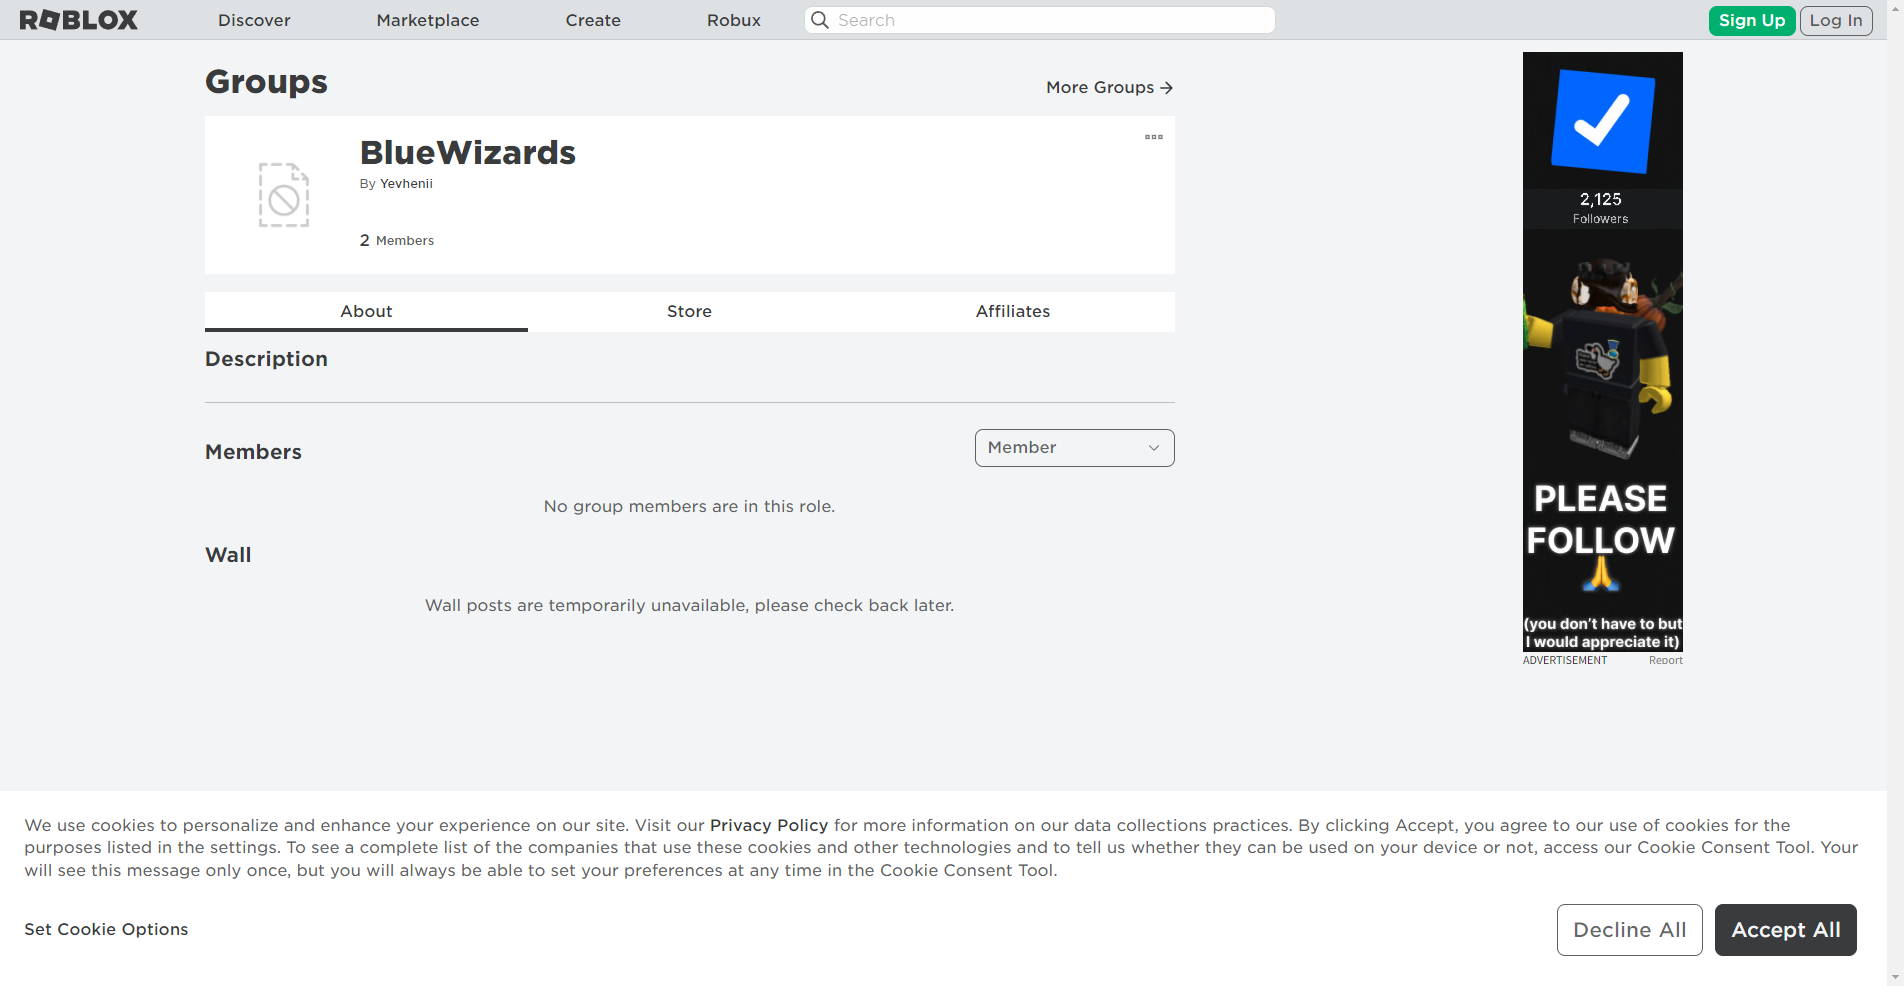 ROBLOX
Discover
Marketplace
Create
Robux
Search
Sign Up
Log In
Groups
More Groups
BlueWizards
By Yevhenii
2 Members
About
Store
Affiliates
Description
Members
Member
No group members are in this role.
Wall
Wall posts are temporarily unavailable, please check back later.
2,125
Followers
PLEASE
FOLLOW
(you don't have to but
I would appreciate it)
ADVERTISEMENT
Report
We use cookies to personalize and enhance your experience on our site. Visit our Privacy Policy for more information on our data collections practices. By clicking Accept, you agree to our use of cookies for the
purposes listed in the settings. To see a complete list of the companies that use these cookies and other technologies and to tell us whether they can be used on your device or not, access our Cookie Consent Tool. Your
will see this message only once, but you will always be able to set your preferences at any time in the Cookie Consent Tool.
Set Cookie Options
Decline All
Accept All